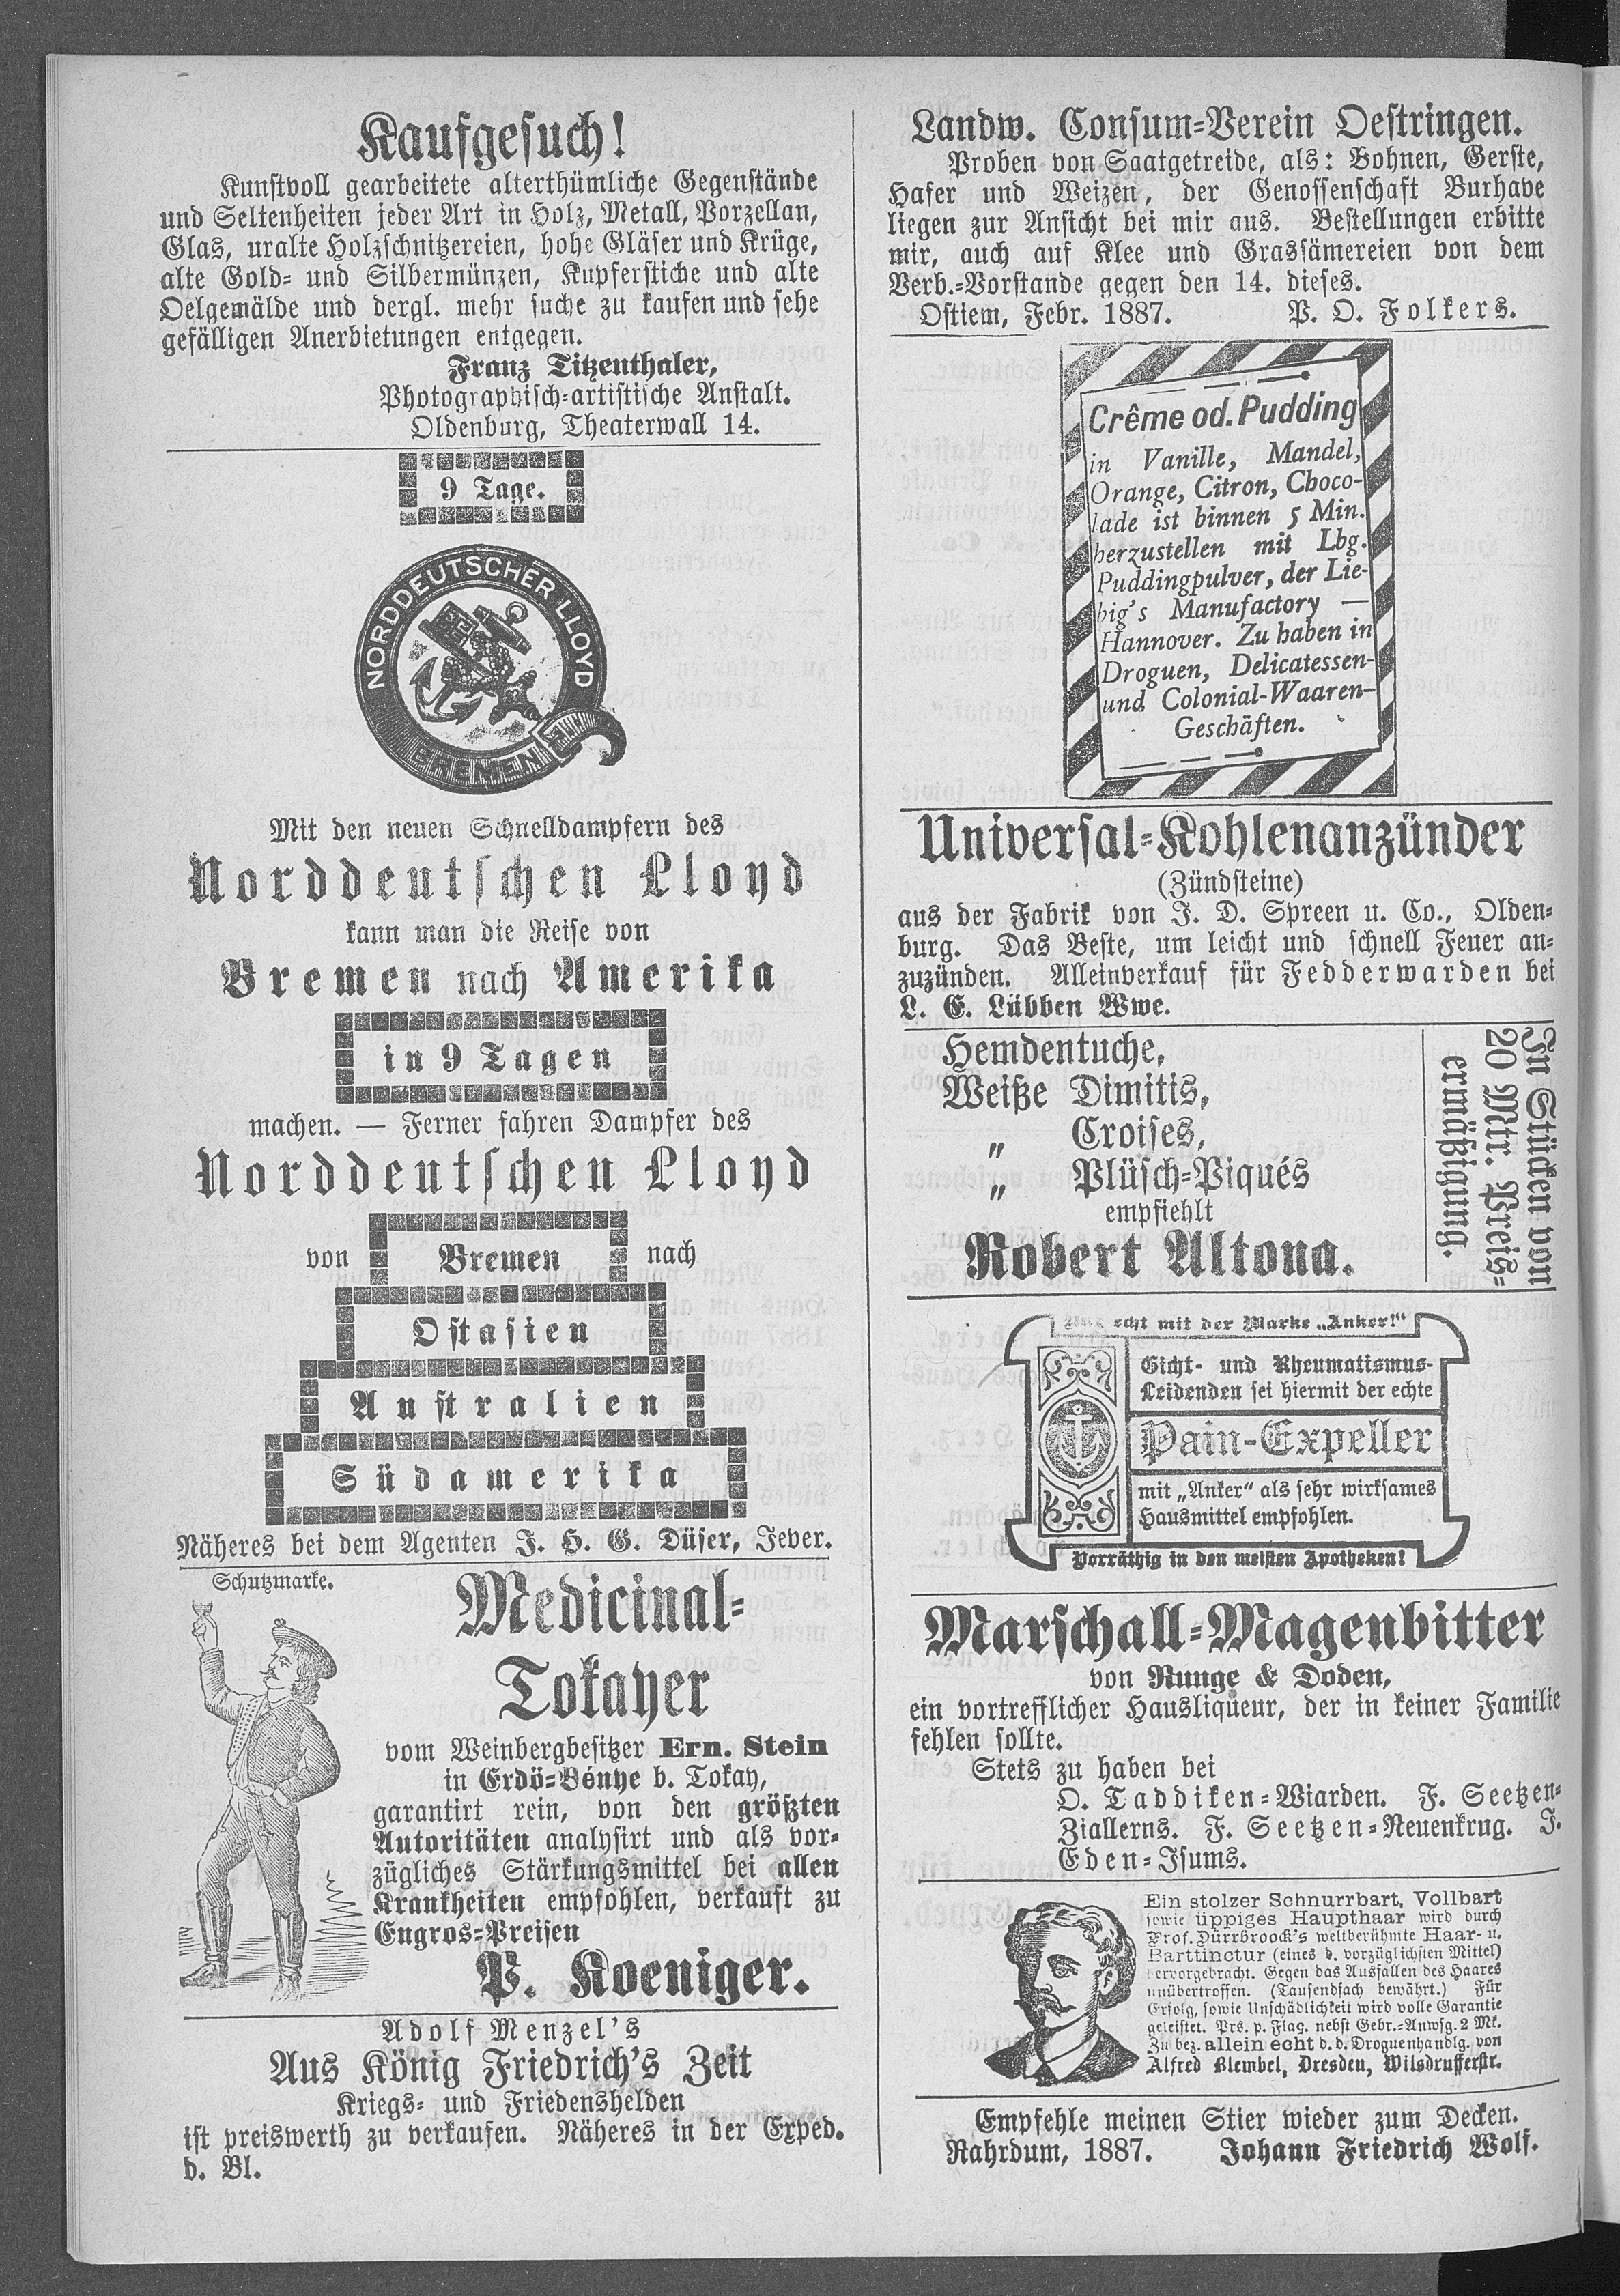 Kaufgesuch!
Kunstvoll gearbeitete alterthümliche Gegenstände
und Seltenheiten jeder Art in Holz, Metall, Porzellan,
Glas, uralte Holzschnitzereien, hohe Gläser und Krüge,
alte Gold- und Silbermünzen, Kupferstiche und alte
Oelgemälde und dergl. mehr suche zu kaufen und sehe
gefälligen Anerbietungen entgegen.
Franz Titzenthaler,
Photographisch-artistische Anstalt.
Oldenburg, Theaterwall 14.
9 Tage.
NORDDEUTSCHER LLOYD
BREMEN
Mit den neuen Schnelldampfern des
Norddeutschen Lloyd
kann man die Reise von
Bremen nach Amerika
in 9 Tagen
machen. — Ferner fahren Dampfer des
Norddeutschen Lloyd
von Bremen nach
Ostasien
Australien
Südamerika
Näheres bei dem Agenten J. H. G. Düser, Jever.
Schutzmarke.
Medicinal-
Tokayer
vom Weinbergbesitzer Ern. Stein
in Erdö-Bénye b. Tokay,
garantirt rein, von den größten
Autoritäten analysirt und als vor-
zügliches Stärkungsmittel bei allen
Krankheiten empfohlen, verkauft zu
Engros-Preisen
P. Koeniger.
Adolf Menzel's
Aus König Friedrich's Zeit
Kriegs- und Friedenshelden
ist preiswerth zu verkaufen. Näheres in der Exped.
d. Bl.
Landw. Consum-Verein Oestringen.
Proben von Saatgetreide, als: Bohnen, Gerste,
Hafer und Weizen, der Genossenschaft Burhave
liegen zur Ansicht bei mir aus. Bestellungen erbitte
mir, auch auf Klee und Grassämereien von dem
Verb.-Vorstande gegen den 14. dieses.
Ostiem, Febr. 1887. P. O. Folkers.
Crême od. Pudding
in Vanille, Mandel,
Orange, Citron, Choco-
lade ist binnen 5 Min.
herzustellen mit Lbg.
Puddingpulver, der Lie-
big's Manufactory —
Hannover. Zu haben in
Droguen, Delicatessen-
und Colonial-Waaren-
Geschäften.
Universal-Kohlenanzünder
(Zündsteine)
aus der Fabrik von J. D. Spreen u. Co., Olden-
burg. Das Beste, um leicht und schnell Feuer an-
zuzünden. Alleinverkauf für Fedderwarden bei
L. E. Lübben Wwe.
Hemdentuche,
Weiße Dimitis,
„ Croises,
„ Plüsch-Piqués
empfiehlt
Robert Altona.
In Stücken von
20 Mtr. Preis-
ermäßigung.
Nur echt mit der Marke „Anker!“
Gicht- und Rheumatismus-
Leidenden sei hiermit der echte
Pain-Expeller
mit „Anker“ als sehr wirksames
Hausmittel empfohlen.
Vorräthig in den meisten Apotheken!
Marschall-Magenbitter
von Runge & Doden,
ein vortrefflicher Hausliqueur, der in keiner Familie
fehlen sollte.
Stets zu haben bei
O. Taddiken-Wiarden. F. Seetzen-
Ziallerns. F. Seetzen-Neuenkrug. J.
Eden-Isums.
Ein stolzer Schnurrbart, Vollbart
sowie üppiges Haupthaar wird durch
Prof. Dürrbroock's weltberühmte Haar- u.
Barttinctur (eines d. vorzüglichsten Mittel)
hervorgebracht. Gegen das Ausfallen des Haares
unübertroffen. (Tausendfach bewährt.) Für
Erfolg, sowie Unschädlichkeit wird volle Garantie
geleistet. Prs. p. Flaç. nebst Gebr.-Anwsg. 2 Mk.
Zu bez. allein echt d. d. Droguenhandlg. von
Alfred Blembel, Dresden, Wilsdrufferstr.
Empfehle meinen Stier wieder zum Decken.
Rahrdum, 1887. Johann Friedrich Wolf.